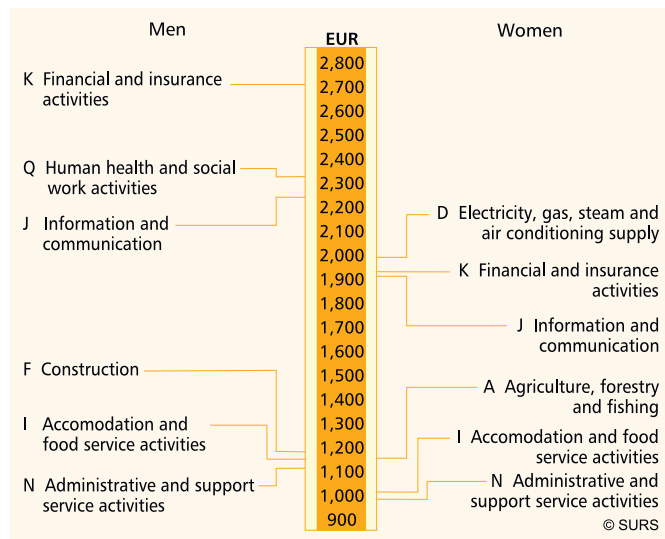 Men
EUR
Women
K Financial and insurance
activities
Q Human health and social
work activities
J Information and
communication
F Construction
I Accomodation and
food service activities
N Administrative and support
service activities
2,800
2,700
2,600
2,500
2,400
2,300
2,200
2,100
2,000
1,900
1,800
1,700
1,600
1,500
1,400
1,300
1,200
1,100
1,000
900
D Electricity, gas, steam and
air conditioning supply
K Financial and insurance
activities
J Information and
communication
A Agriculture, forestry
and fishing
I Accomodation and food
service activities
N Administrative and
support service activities
© SURS